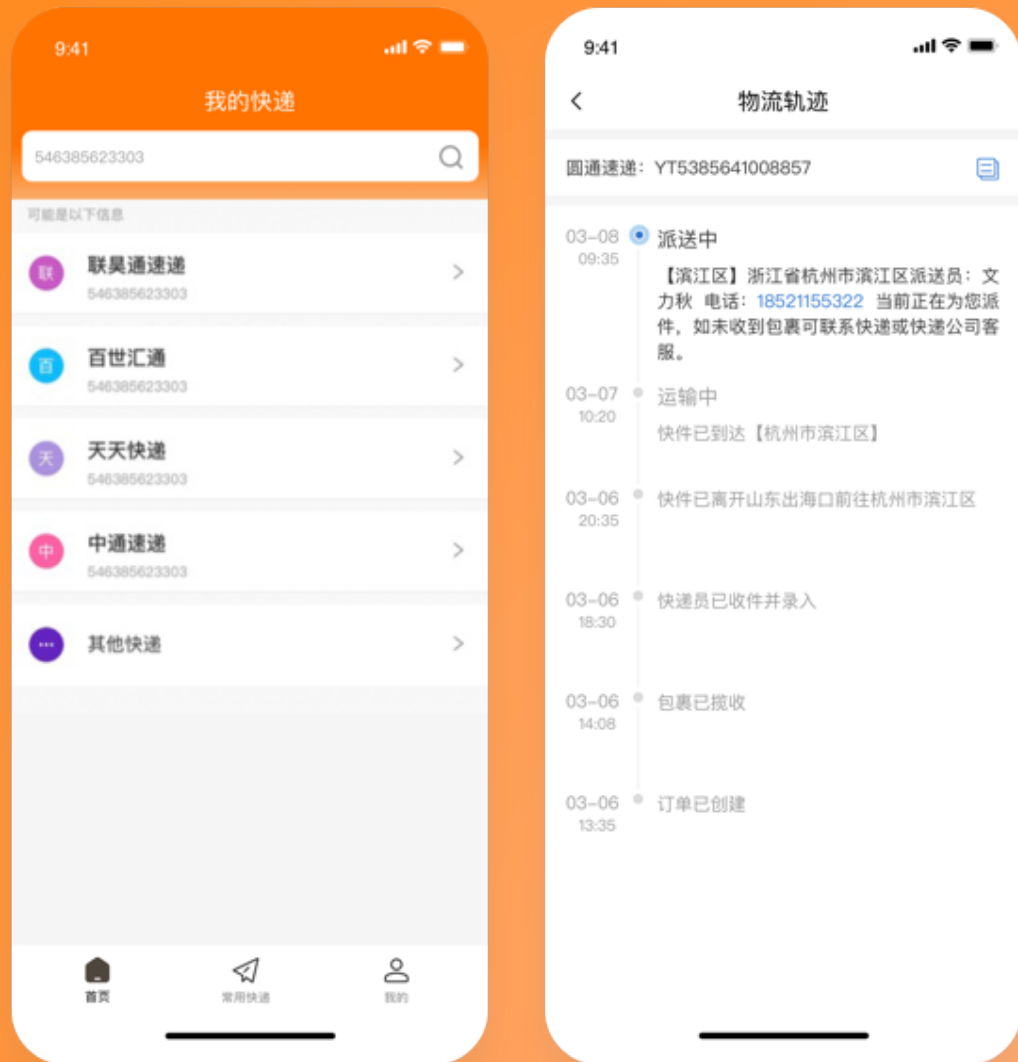 9:41
我的快递
546385623303
可能是以下信息
联
联昊通速递
546385623303
百
百世汇通
546385623303
天
天天快递
546385623303
中
中通速递
546385623303
其他快递
首页
常用快递
我的
9:41
物流轨迹
圆通速递：YT5385641008857
03-08
09:35
派送中
【滨江区】浙江省杭州市滨江区派送员：文
力秋 电话：18521155322 当前正在为您派
件，如未收到包裹可联系快递或快递公司客
服。
03-07
10:20
运输中
快件已到达【杭州市滨江区】
03-06
20:35
快件已离开山东出海口前往杭州市滨江区
03-06
18:30
快递员已收件并录入
03-06
14:08
包裹已揽收
03-06
13:35
订单已创建